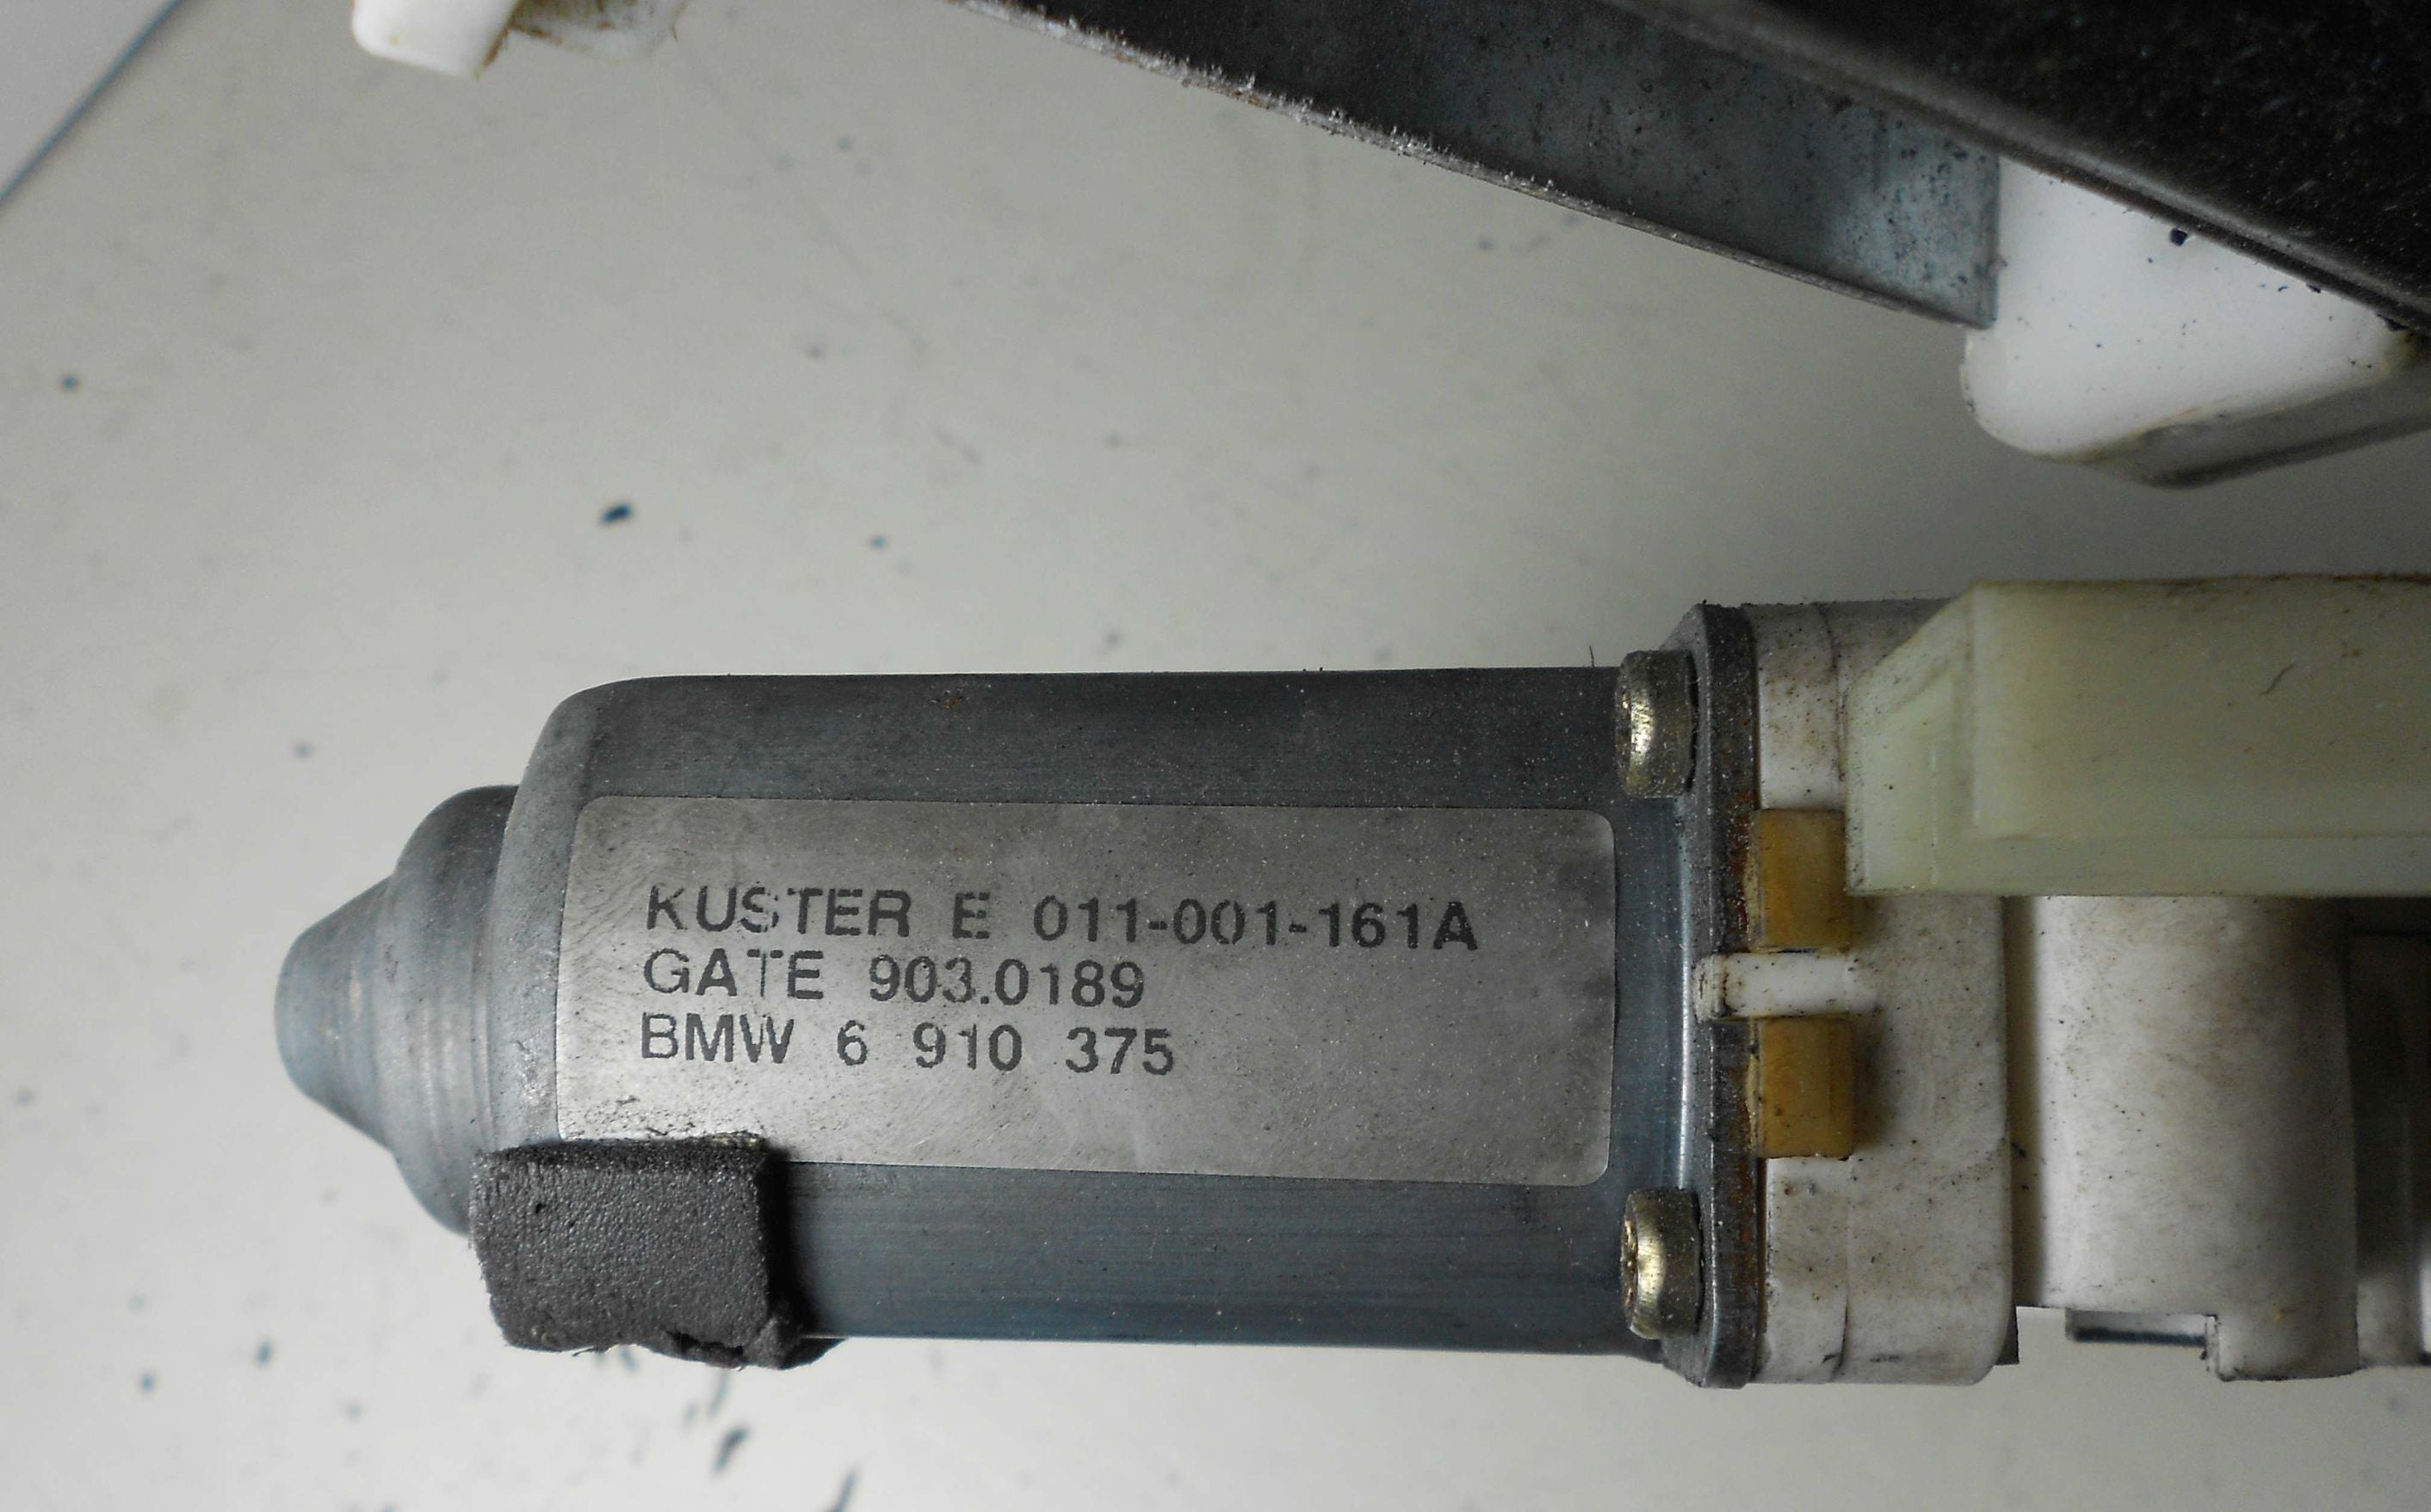 KUSTER E 011-001-161A
GATE 903.0189
BMW 6 910 375